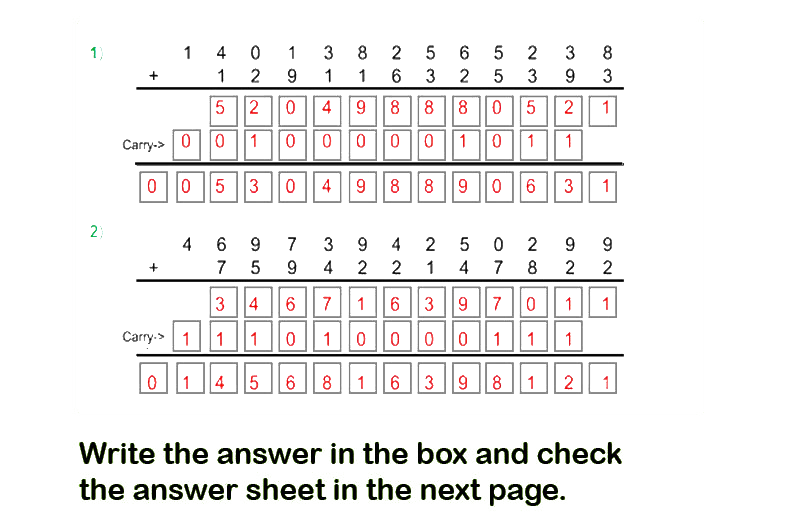 1)
1 4 0 1 3 8 2 5 6 5 2 3 8
+ 1 2 9 1 1 6 3 2 5 3 9 3
5 2 0 4 9 8 8 8 0 5 2 1
Carry-> 0 0 1 0 0 0 0 0 1 0 1 1
0 0 5 3 0 4 9 8 8 9 0 6 3 1
2)
4 6 9 7 3 9 4 2 5 0 2 9 9
+ 7 5 9 4 2 2 1 4 7 8 2 2
3 4 6 7 1 6 3 9 7 0 1 1
Carry-> 1 1 1 0 1 0 0 0 0 1 1 1
0 1 4 5 6 8 1 6 3 9 8 1 2 1
Write the answer in the box and check
the answer sheet in the next page.